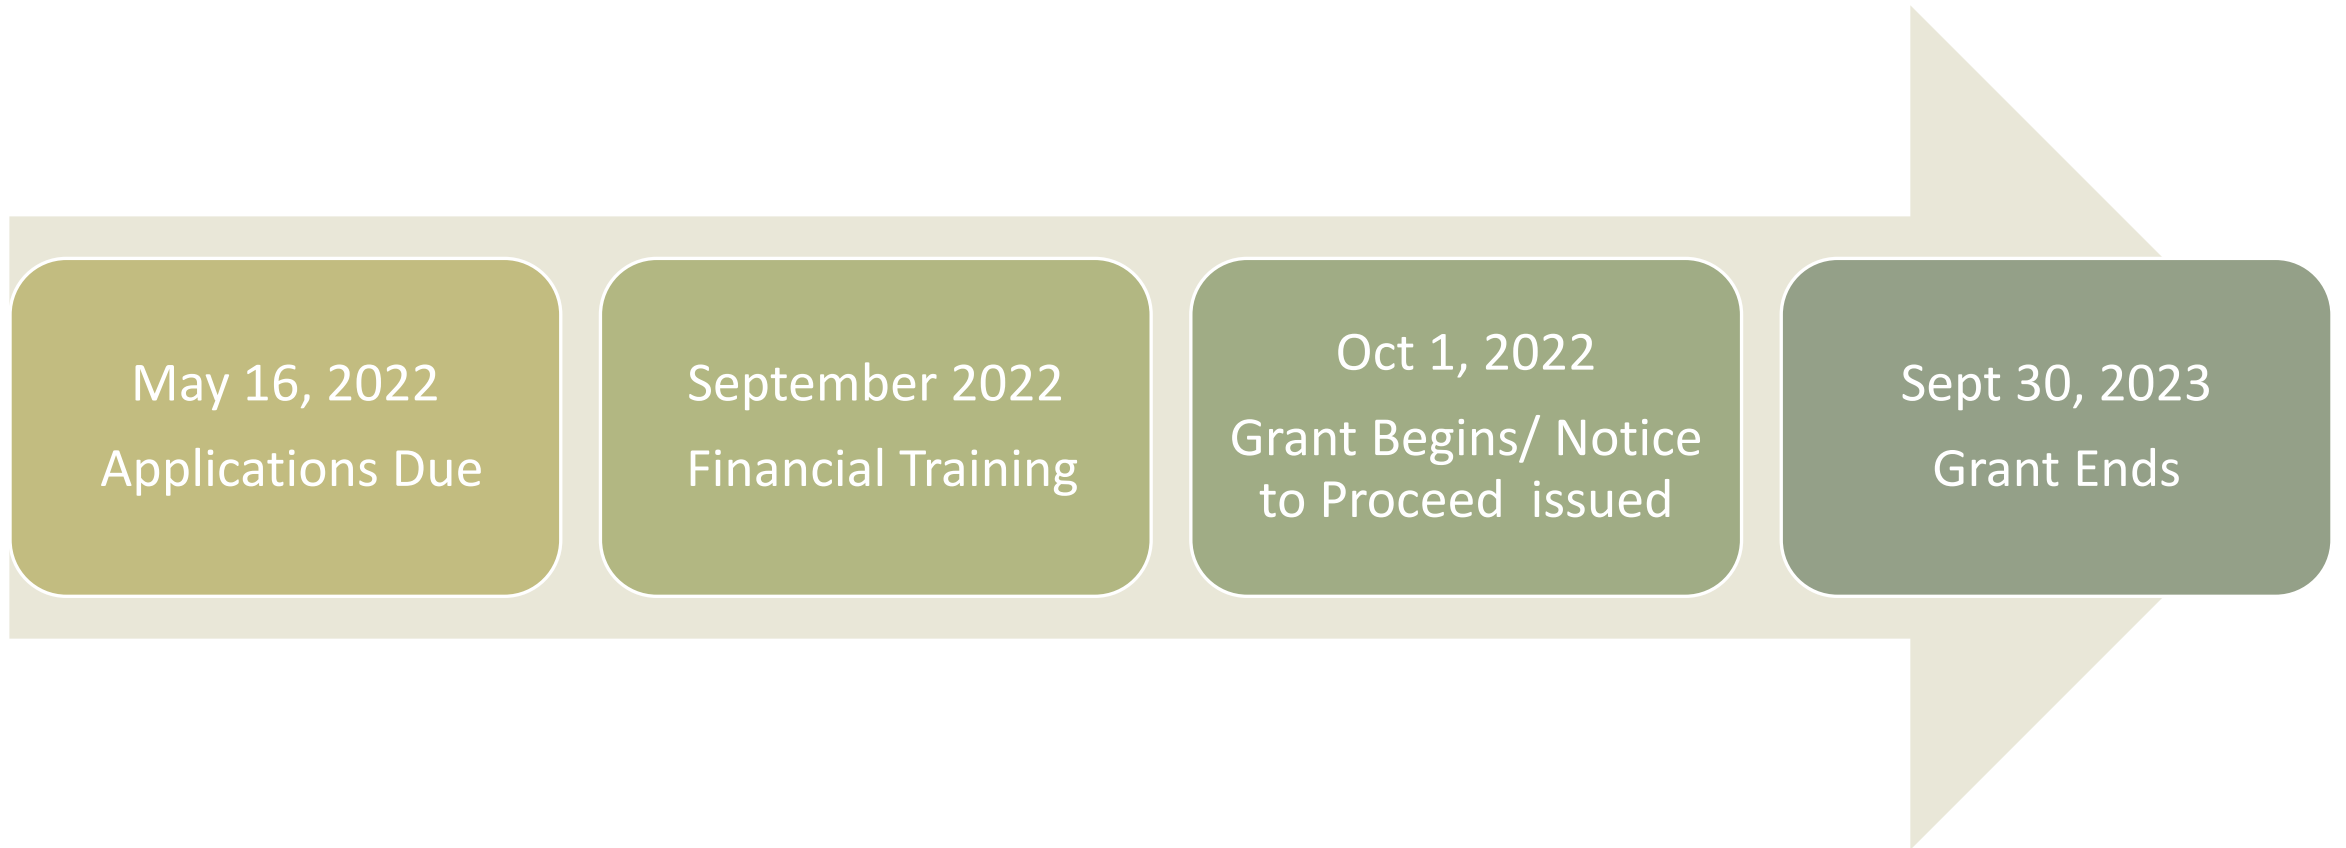 May 16, 2022
Applications Due
September 2022
Financial Training
Oct 1, 2022
Grant Begins/ Notice
to Proceed  issued
Sept 30, 2023
Grant Ends